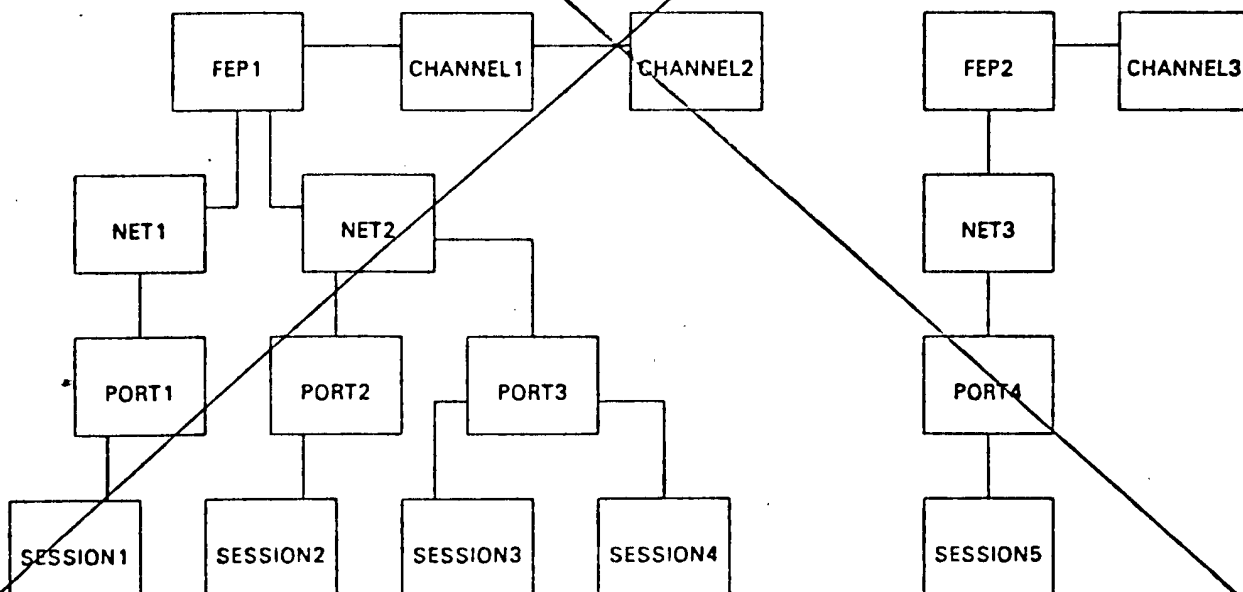 FEP1 CHANNEL1 CHANNEL2 FEP2 CHANNEL3
NET1 NET2 NET3
PORT1 PORT2 PORT3 PORT4
SESSION1 SESSION2 SESSION3 SESSION4 SESSION5